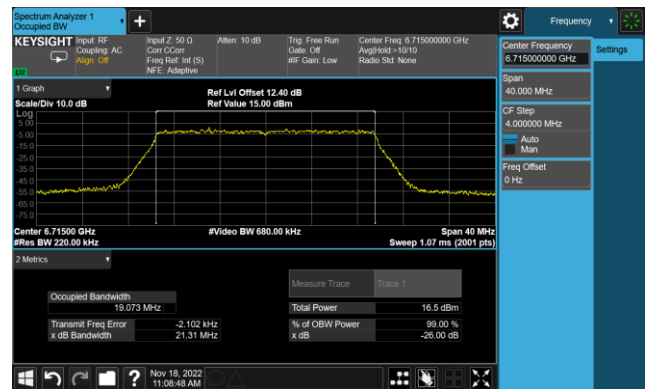 Spectrum Analyzer 1
Occupied BW
Frequency
KEYSIGHT
Input: RF
Coupling: AC
Align: Off
Input Z: 50 Ω
Corr CCorr
Freq Ref: Int (S)
NFE: Adaptive
Atten: 10 dB
Trig: Free Run
Gate: Off
#IF Gain: Low
Center Freq: 6.715000000 GHz
Avg|Hold:>10/10
Radio Std: None
Center Frequency
6.715000000 GHz
Settings
Span
40.000 MHz
CF Step
4.000000 MHz
Auto
Man
Freq Offset
0 Hz
1 Graph
Scale/Div 10.0 dB
Ref Lvl Offset 12.40 dB
Ref Value 15.00 dBm
Log
5.00
-5.00
-15.0
-25.0
-35.0
-45.0
-55.0
-65.0
-75.0
Center 6.71500 GHz
#Res BW 220.00 kHz
#Video BW 680.00 kHz
Span 40 MHz
Sweep 1.07 ms (2001 pts)
2 Metrics
Measure Trace
Trace 1
Occupied Bandwidth
19.073 MHz
Total Power
16.5 dBm
Transmit Freq Error
-2.102 kHz
% of OBW Power
99.00 %
x dB Bandwidth
21.31 MHz
x dB
-26.00 dB
?
Nov 18, 2022
11:08:48 AM